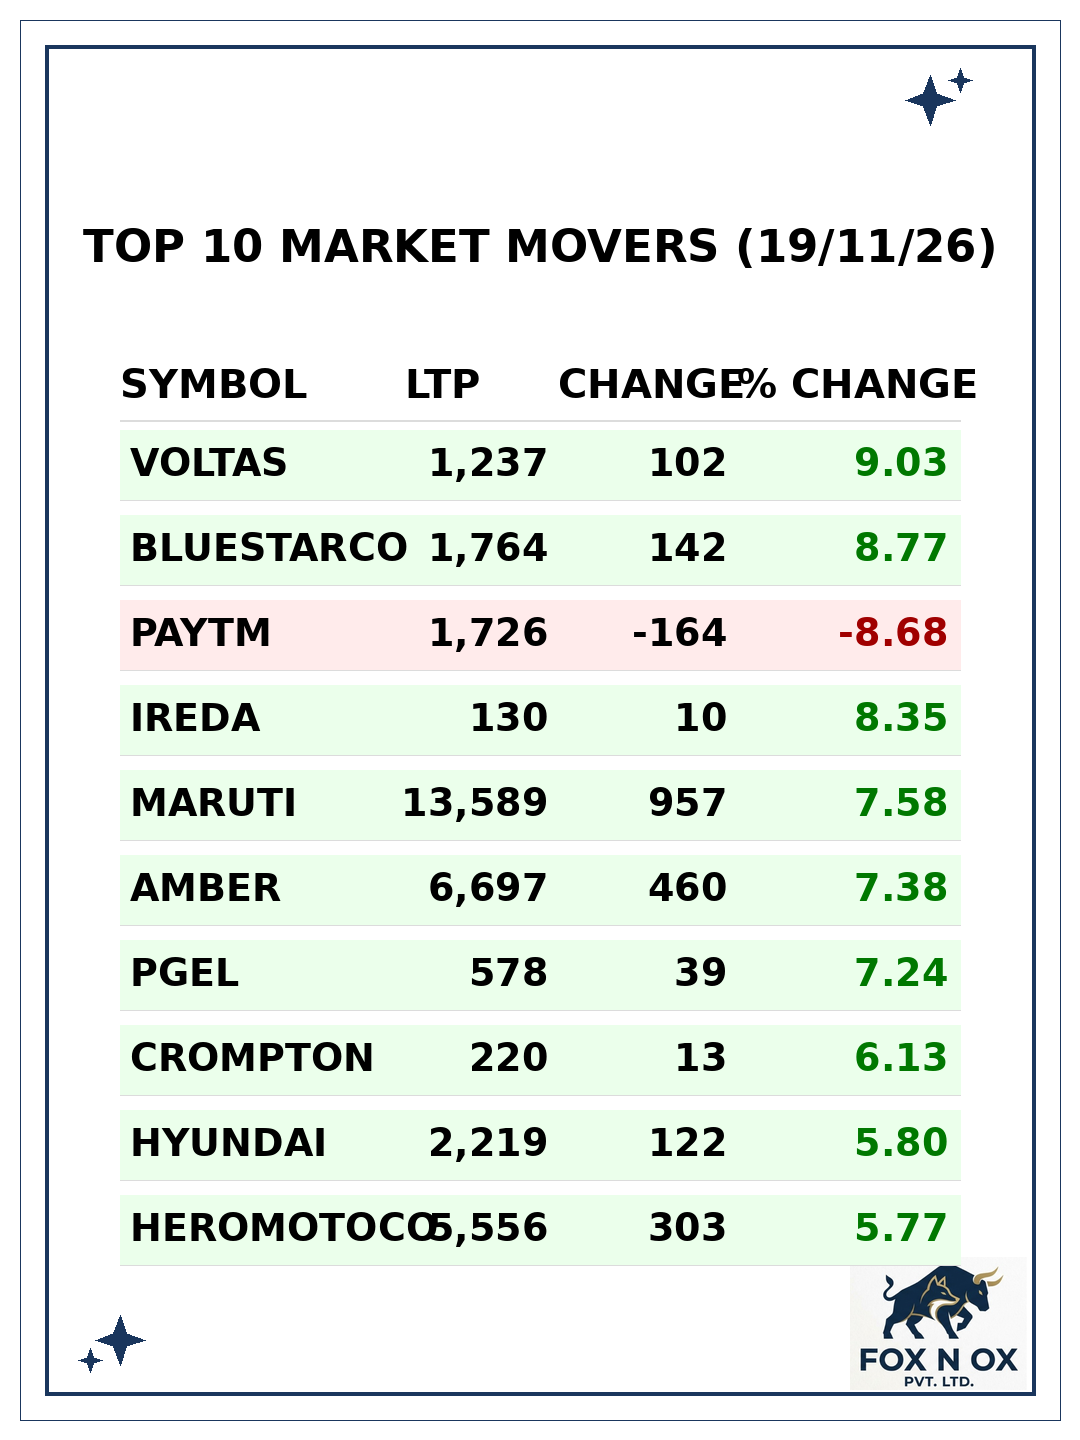 TOP 10 MARKET MOVERS (19/11/26)
SYMBOL LTP CHANGE % CHANGE
VOLTAS 1,237 102 9.03
BLUESTARCO 1,764 142 8.77
PAYTM 1,726 -164 -8.68
IREDA 130 10 8.35
MARUTI 13,589 957 7.58
AMBER 6,697 460 7.38
PGEL 578 39 7.24
CROMPTON 220 13 6.13
HYUNDAI 2,219 122 5.80
HEROMOTOCO 5,556 303 5.77
FOX N OX
PVT. LTD.